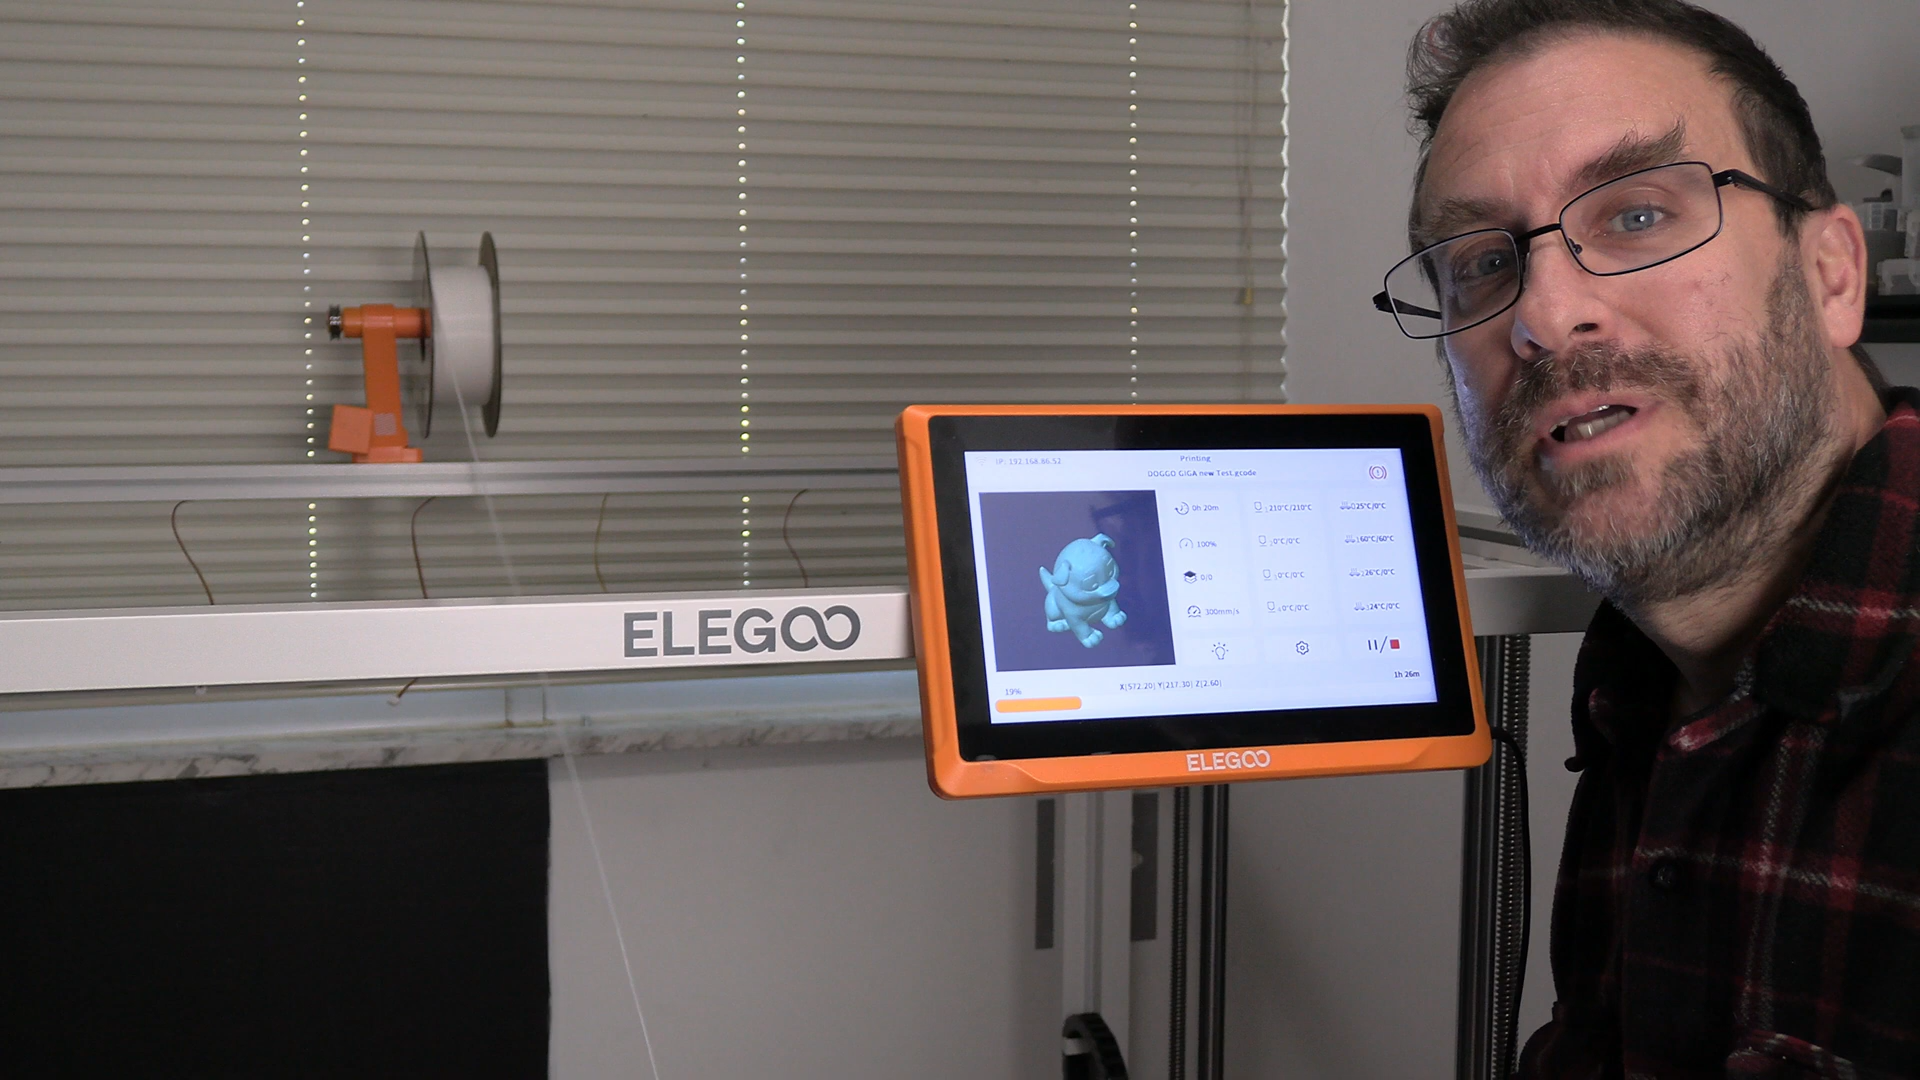 ELEGOO
IP: 192.168.86.52
Printing
DOGGO GIGA new Test.gcode
0h 20m
210°C/210°C
25°C/0°C
100%
0°C/0°C
60°C/60°C
0/0
0°C/0°C
26°C/0°C
300mm/s
0°C/0°C
24°C/0°C
1h 26m
19%
X[572.20] Y[217.30] Z[2.60]
ELEGOO